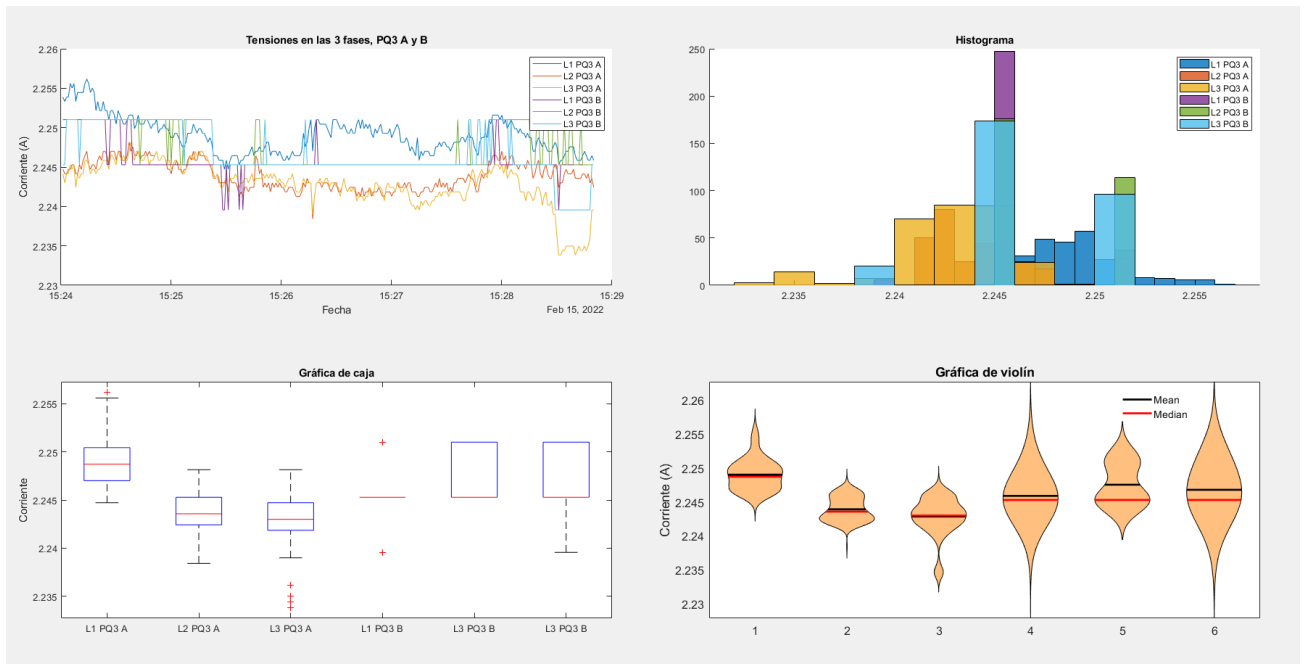 Tensiones en las 3 fases, PQ3 A y B
2.26
2.255
2.25
2.245
2.24
2.235
2.23
Corriente (A)
15:24
15:25
15:26
15:27
15:28
15:29
Fecha
Feb 15, 2022
L1 PQ3 A
L2 PQ3 A
L3 PQ3 A
L1 PQ3 B
L2 PQ3 B
L3 PQ3 B
Histograma
250
200
150
100
50
0
2.235
2.24
2.245
2.25
2.255
L1 PQ3 A
L2 PQ3 A
L3 PQ3 A
L1 PQ3 B
L2 PQ3 B
L3 PQ3 B
Gráfica de caja
2.255
2.25
2.245
2.24
2.235
Corriente
L1 PQ3 A
L2 PQ3 A
L3 PQ3 A
L1 PQ3 B
L3 PQ3 B
L3 PQ3 B
Gráfica de violín
2.26
2.255
2.25
2.245
2.24
2.235
2.23
Corriente (A)
1
2
3
4
5
6
Mean
Median